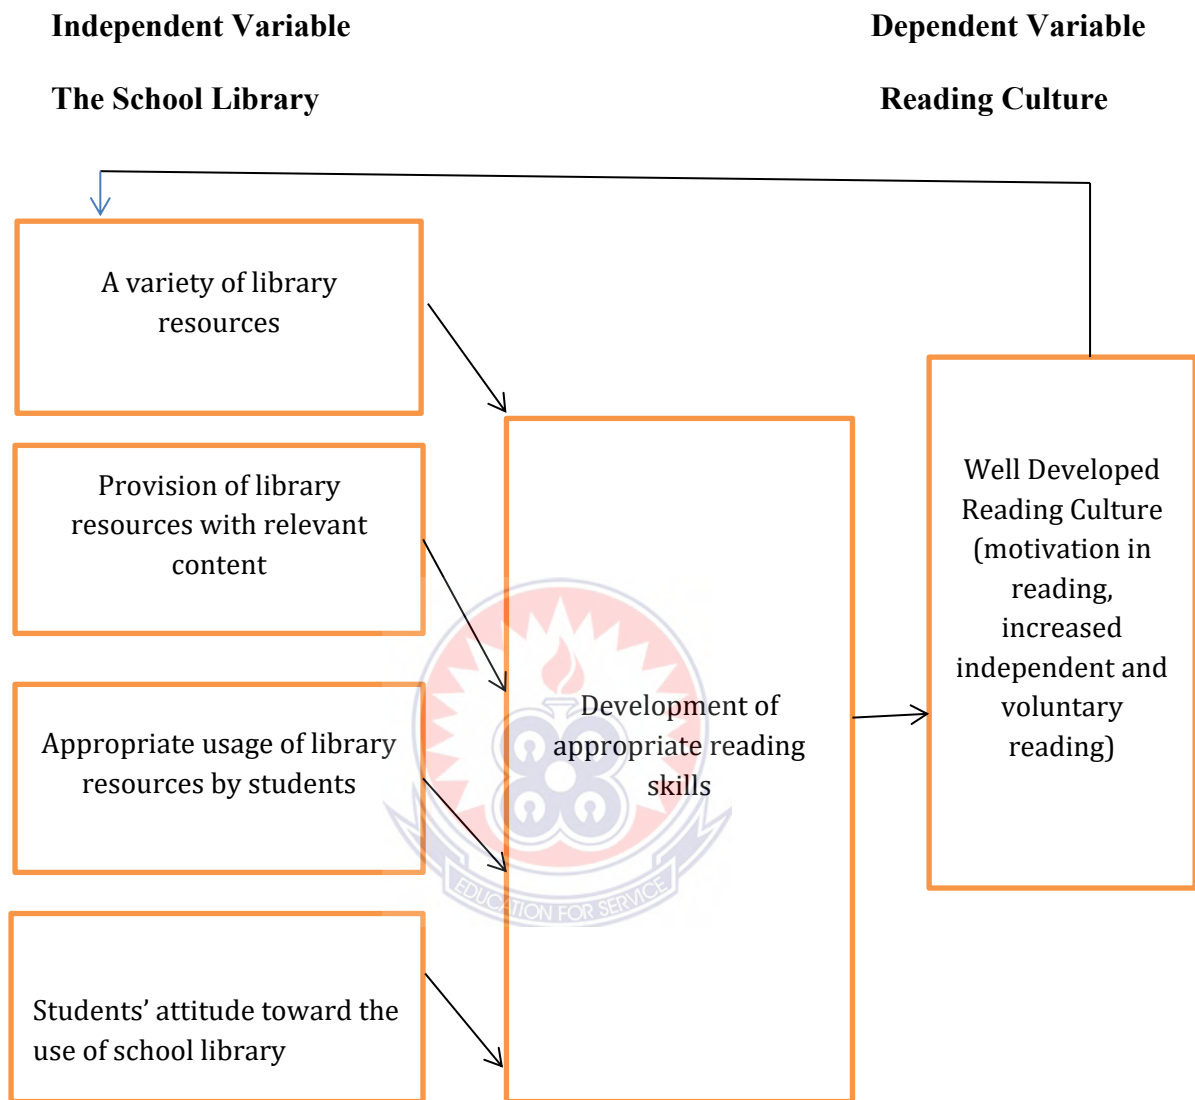 Independent Variable
Dependent Variable
The School Library
Reading Culture
A variety of library
resources
Provision of library
resources with relevant
content
Appropriate usage of library
resources by students
Students’ attitude toward the
use of school library
Development of
appropriate reading
skills
Well Developed
Reading Culture
(motivation in
reading,
increased
independent and
voluntary
reading)
EDUCATION FOR SERVICE